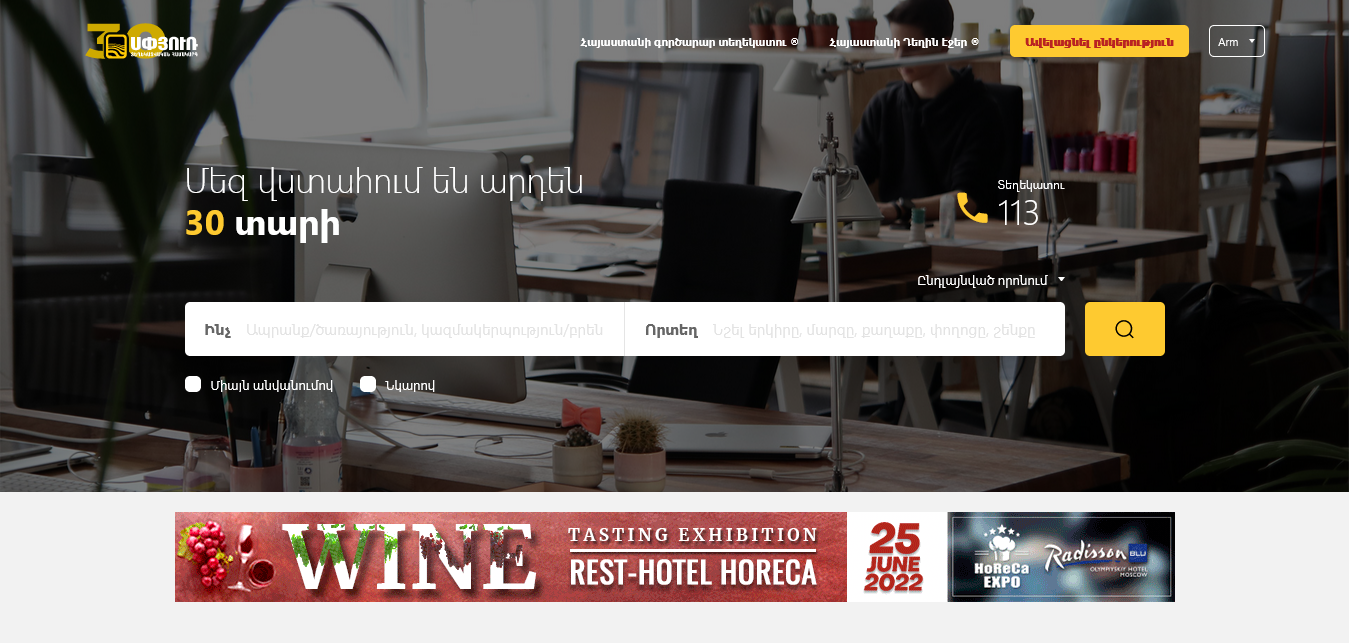 30 ՍՓՅՈՒՌ
ՏԵՂԵԿԱՏՎԱԿԱՆ ՀԱՄԱԿԱՐԳ
Հայաստանի գործարար տեղեկատու ®
Հայաստանի Դեղին Էջեր ®
Ավելացնել ընկերություն
Arm
Մեզ վստահում են արդեն
30 տարի
Տեղեկատու
113
Ընդլայնված որոնում
Ինչ Ապրանք/ծառայություն, կազմակերպություն/բրեն
Որտեղ Նշել երկիրը, մարզը, քաղաքը, փողոցը, շենքը
Միայն անվանումով
Նկարով
WINE
TASTING EXHIBITION
REST-HOTEL HORECA
25
JUNE
2022
HoReCa
EXPO
Radisson BLU
OLYMPIYSKIY HOTEL
MOSCOW